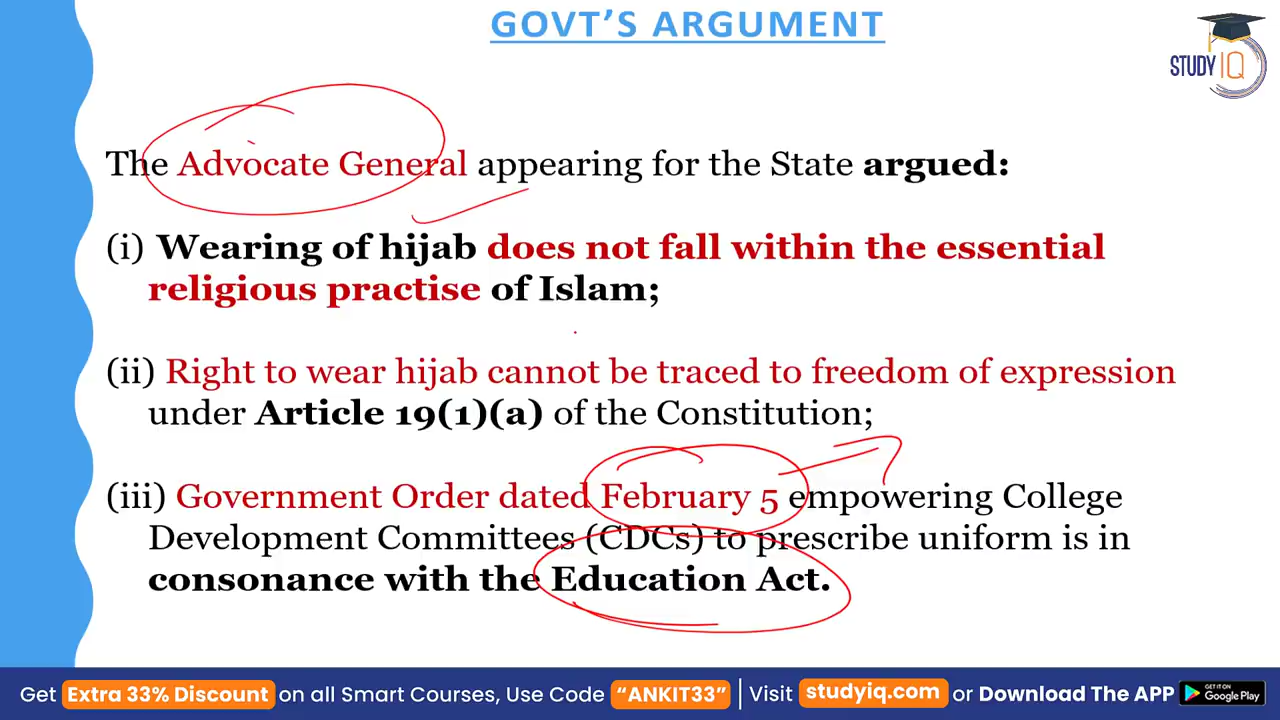 GOVT'S ARGUMENT
STUDY IQ
The Advocate General appearing for the State argued:
(i) Wearing of hijab does not fall within the essential
religious practise of Islam;
(ii) Right to wear hijab cannot be traced to freedom of expression
under Article 19(1)(a) of the Constitution;
(iii) Government Order dated February 5 empowering College
Development Committees (CDCs) to prescribe uniform is in
consonance with the Education Act.
Get Extra 33% Discount on all Smart Courses, Use Code “ANKIT33” | Visit studyiq.com or Download The APP GET IT ON Google Play